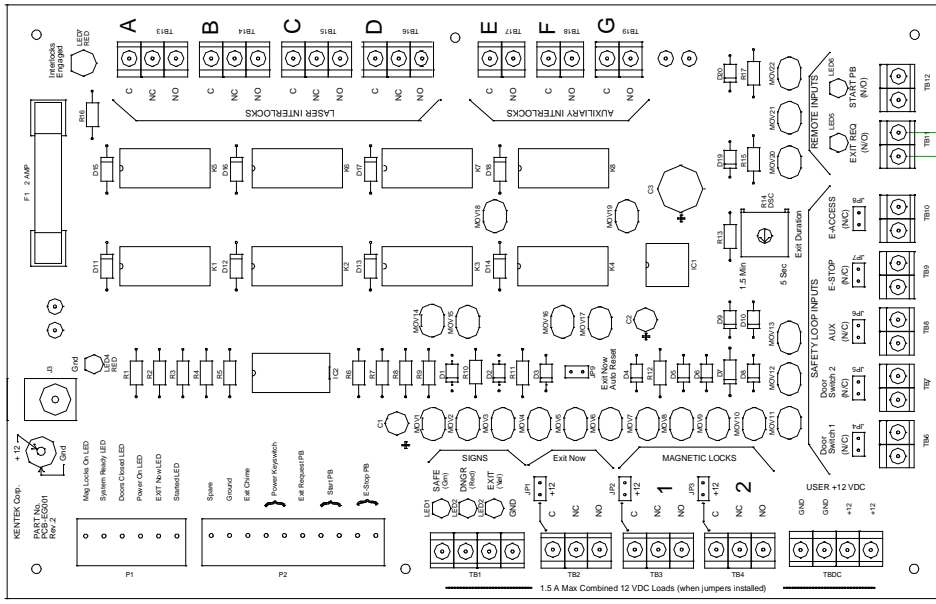 Interlocks
Engaged
LED7
RED
A
TB13
B
TB14
C
TB15
D
TB16
E
TB17
F
TB18
G
TB19
C
NC
NO
C
NC
NO
C
NC
NO
C
NC
NO
C
NO
C
NO
C
NO
LASER INTERLOCKS
AUXILIARY INTERLOCKS
D20
R17
MOV22
MOV21
LED6
START PB
(N/O)
TB12
REMOTE INPUTS
R16
F1 2 AMP
D15
K5
D16
K6
D17
K7
D18
K8
C3
D19
R15
MOV20
LED5
EXIT REQ
(N/O)
TB11
MOV18
MOV19
R14
DSC
R13
Exit Duration
1.5 Min
5 Sec
E-ACCESS
(N/C)
JP8
TB10
D11
K1
D12
K2
D13
K3
D14
K4
IC1
E-STOP
(N/C)
JP7
TB9
SAFETY LOOP INPUTS
MOV14
MOV15
MOV16
MOV17
C2
D9
D10
MOV13
AUX
(N/C)
JP6
TB8
J3
Gnd
LED4
RED
R1
R2
R3
R4
R5
IC2
R6
R7
R8
R9
D1
R10
D2
R11
D3
JP9
Exit Now
Auto Reset
D4
R12
D5
D6
D7
D8
MOV12
Door
Switch 2
(N/C)
JP5
TB7
+12
Gnd
C1
MOV1
MOV2
MOV3
MOV4
MOV5
MOV6
MOV7
MOV8
MOV9
MOV10
MOV11
Door
Switch 1
(N/C)
JP4
TB6
KENTEK Corp.
PART No.
PCB-EG001
Rev.2
Mag Locks On LED
System Ready LED
Doors Closed LED
Power On LED
EXIT Now LED
Started LED
Spare
Ground
Exit Chime
Power Keyswitch
Exit Request PB
Start PB
E-Stop PB
SIGNS
Exit Now
MAGNETIC LOCKS
LED1
SAFE
(Grn)
LED2
DNGR
(Red)
LED2
EXIT
(Yel)
GND
JP1
+12
C
NC
NO
JP2
+12
C
1
NC
NO
JP3
+12
C
2
NC
NO
USER +12 VDC
GND
GND
+12
+12
P1
P2
TB1
TB2
TB3
TB4
TBDC
1.5 A Max Combined 12 VDC Loads (when jumpers installed)